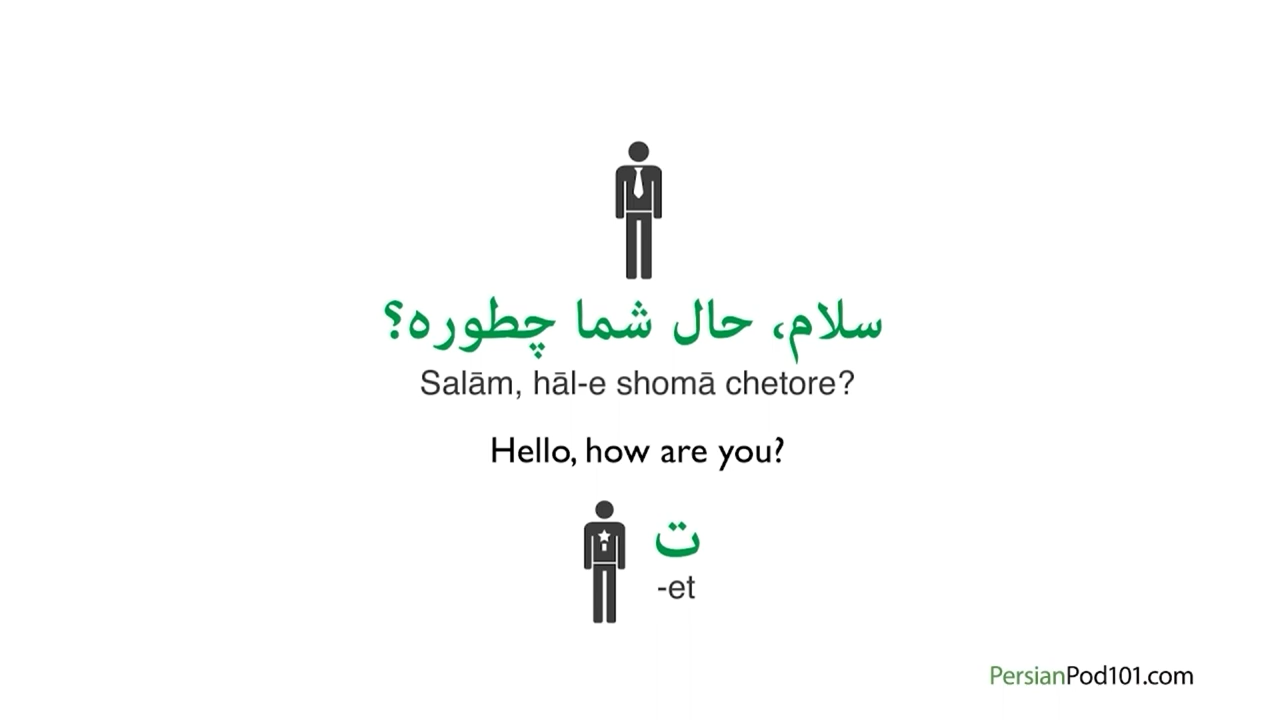 سلام، حال شما چطوره؟
Salām, hāl-e shomā chetore?
Hello, how are you?
ت
-et
PersianPod101.com